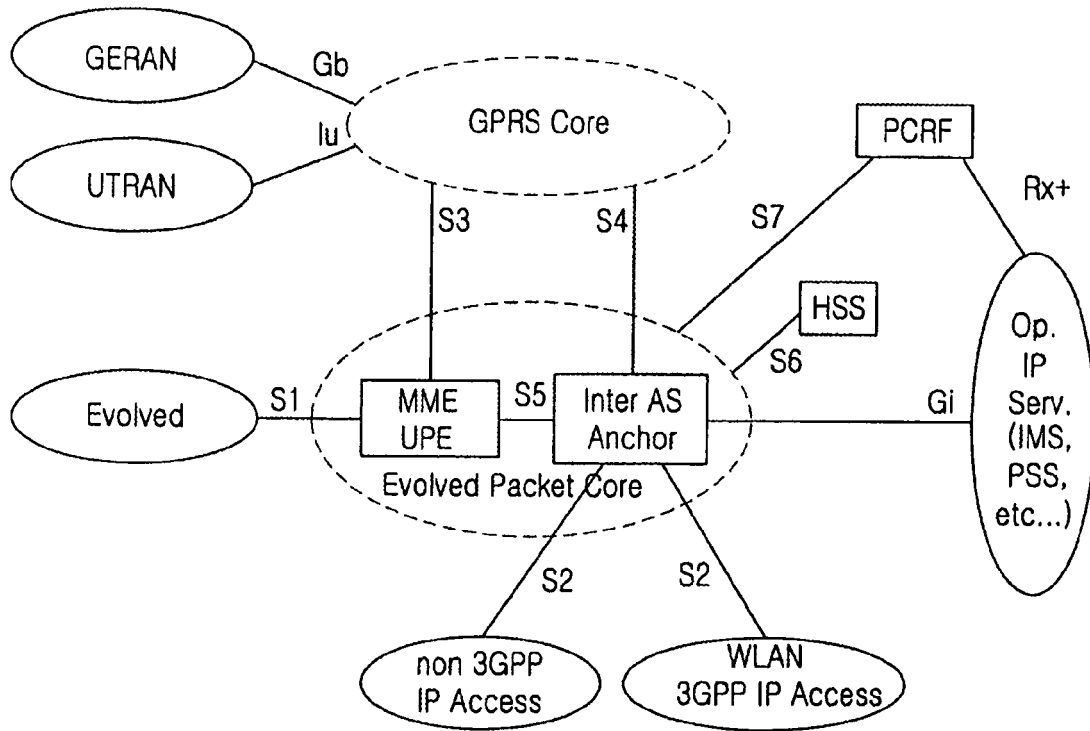 GERAN
Gb
GPRS Core
PCRF
Iu
UTRAN
Rx+
S3
S4
S7
HSS
S6
Op.
IP
Serv.
(IMS,
PSS,
etc...)
Evolved
S1
MME
UPE
S5
Inter AS
Anchor
Gi
Evolved Packet Core
S2
S2
non 3GPP
IP Access
WLAN
3GPP IP Access